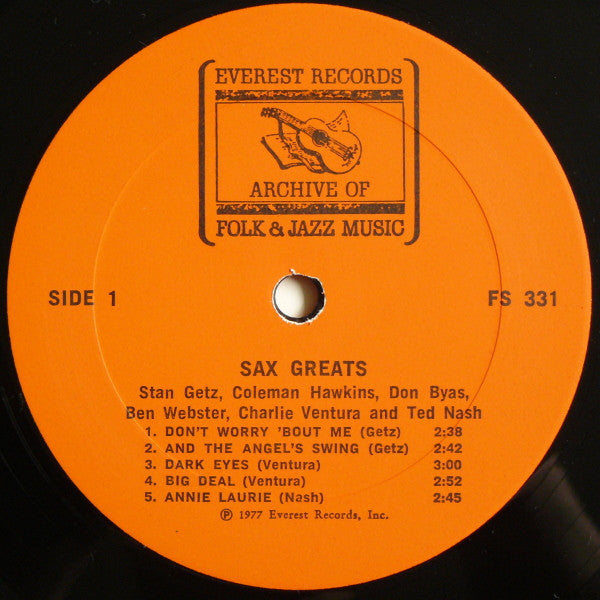 EVEREST RECORDS
ARCHIVE OF
FOLK & JAZZ MUSIC
SIDE 1
FS 331
SAX GREATS
Stan Getz, Coleman Hawkins, Don Byas,
Ben Webster, Charlie Ventura and Ted Nash
1. DON'T WORRY 'BOUT ME (Getz) 2:38
2. AND THE ANGEL'S SWING (Getz) 2:42
3. DARK EYES (Ventura) 3:00
4. BIG DEAL (Ventura) 2:52
5. ANNIE LAURIE (Nash) 2:45
℗ 1977 Everest Records, Inc.